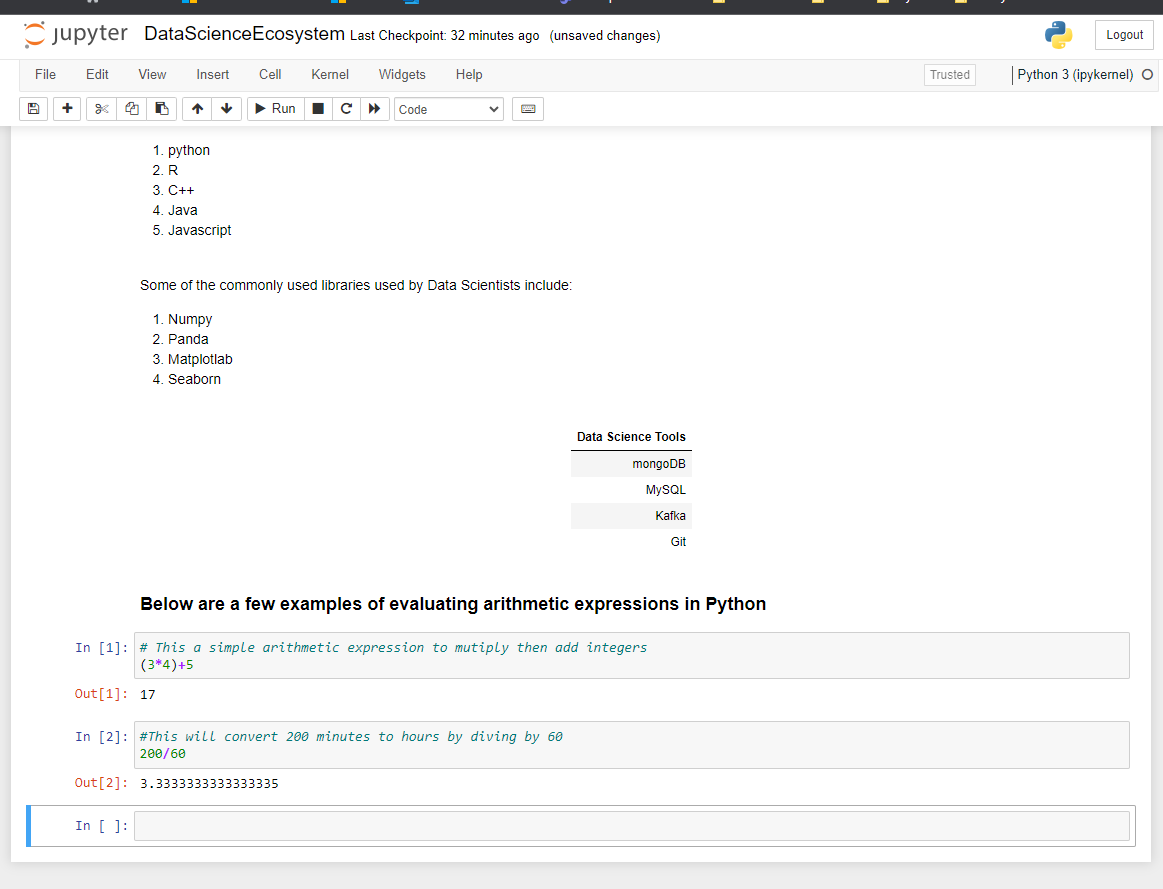 jupyter DataScienceEcosystem Last Checkpoint: 32 minutes ago (unsaved changes) Logout
File Edit View Insert Cell Kernel Widgets Help Trusted Python 3 (ipykernel)
Run Code
1. python
2. R
3. C++
4. Java
5. Javascript
Some of the commonly used libraries used by Data Scientists include:
1. Numpy
2. Panda
3. Matplotlab
4. Seaborn
Data Science Tools
mongoDB
MySQL
Kafka
Git
Below are a few examples of evaluating arithmetic expressions in Python
In [1]: # This a simple arithmetic expression to mutiply then add integers
(3*4)+5
Out[1]: 17
In [2]: #This will convert 200 minutes to hours by diving by 60
200/60
Out[2]: 3.3333333333333335
In [ ]: